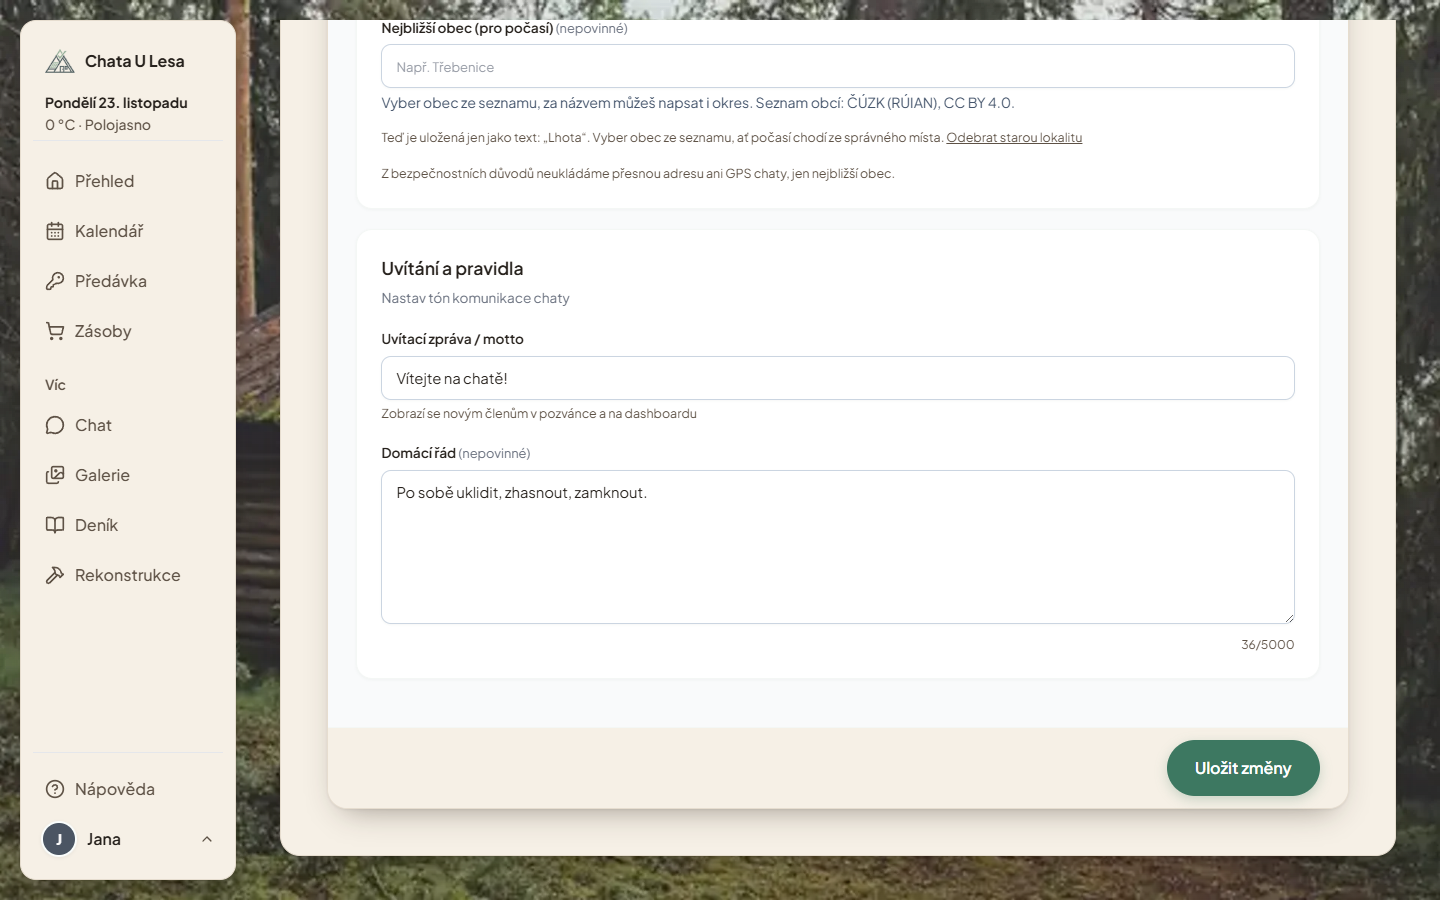 Chata U Lesa
Pondělí 23. listopadu
0 °C · Polojasno
Přehled
Kalendář
Předávka
Zásoby
Víc
Chat
Galerie
Deník
Rekonstrukce
Nápověda
J
Jana
Nejbližší obec (pro počasí) (nepovinné)
Např. Třebenice
Vyber obec ze seznamu, za názvem můžeš napsat i okres. Seznam obcí: ČÚZK (RÚIAN), CC BY 4.0.
Teď je uložená jen jako text: „Lhota“. Vyber obec ze seznamu, ať počasí chodí ze správného místa. Odebrat starou lokalitu
Z bezpečnostních důvodů neukládáme přesnou adresu ani GPS chaty, jen nejbližší obec.
Uvítání a pravidla
Nastav tón komunikace chaty
Uvítací zpráva / motto
Vítejte na chatě!
Zobrazí se novým členům v pozvánce a na dashboardu
Domácí řád (nepovinné)
Po sobě uklidit, zhasnout, zamknout.
36/5000
Uložit změny